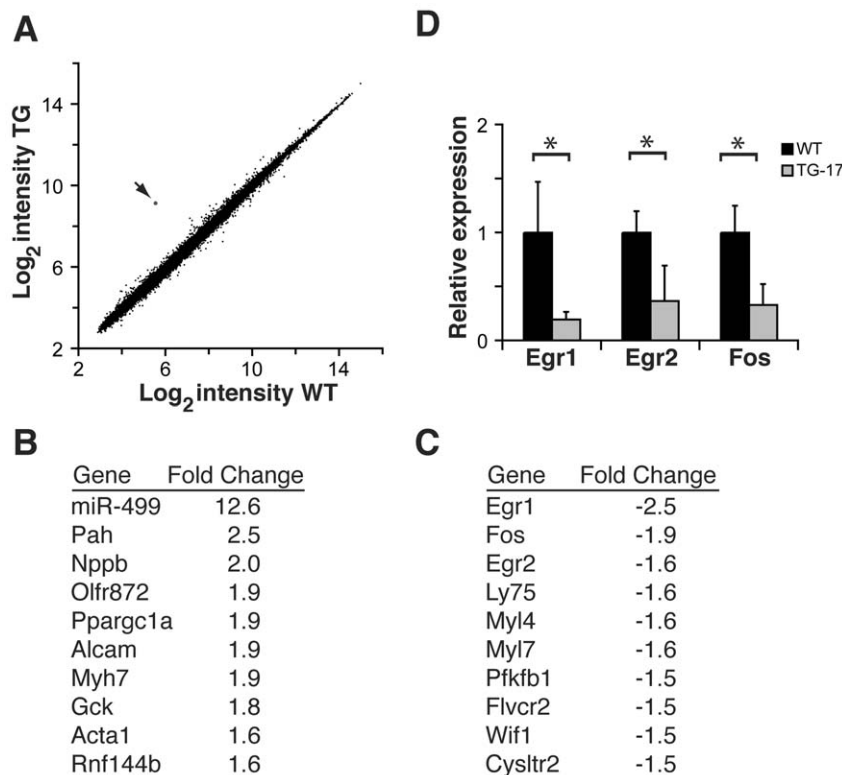 A
Log2 intensity TG
14
10
6
2
2 6 10 14
Log2 intensity WT
D
Relative expression
2
1
0
* * *
WT
TG-17
Egr1 Egr2 Fos
B
Gene Fold Change
miR-499 12.6
Pah 2.5
Nppb 2.0
Olfr872 1.9
Ppargc1a 1.9
Alcam 1.9
Myh7 1.9
Gck 1.8
Acta1 1.6
Rnf144b 1.6
C
Gene Fold Change
Egr1 -2.5
Fos -1.9
Egr2 -1.6
Ly75 -1.6
Myl4 -1.6
Myl7 -1.6
Pfkfb1 -1.5
Flvcr2 -1.5
Wif1 -1.5
Cysltr2 -1.5